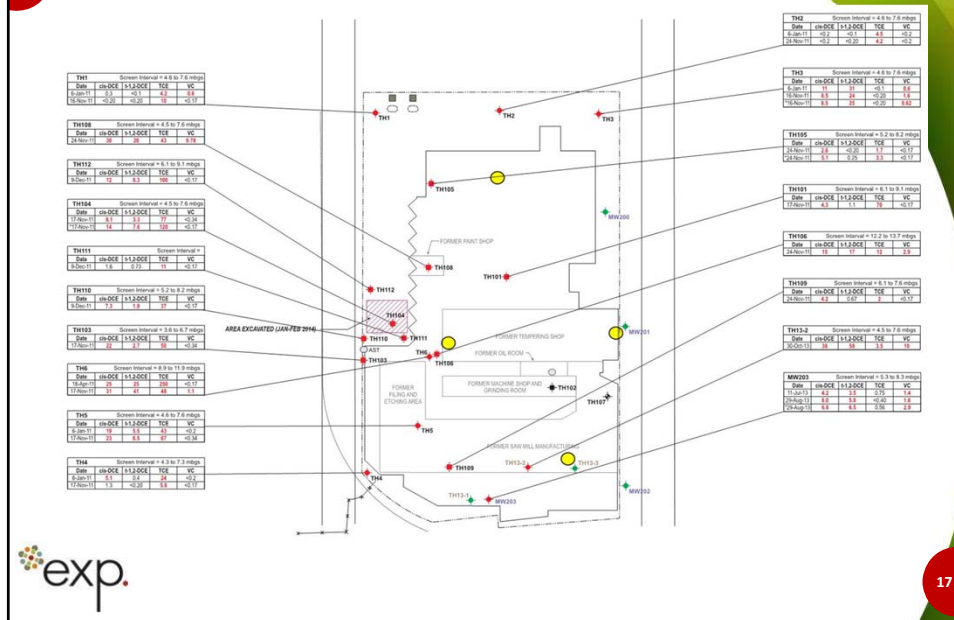 TH1 Screen Interval = 4.6 to 7.6 mbgs
Date cis-DCE t-1,2-DCE TCE VC
6-Jan-11 0.3 <0.1 4.2 0.6
16-Nov-11 <0.20 <0.20 10 <0.17
TH108 Screen Interval = 4.5 to 7.6 mbgs
Date cis-DCE t-1,2-DCE TCE VC
24-Nov-11 30 20 43 0.78
TH112 Screen Interval = 6.1 to 9.1 mbgs
Date cis-DCE t-1,2-DCE TCE VC
9-Dec-11 12 8.3 190 <0.17
TH104 Screen Interval = 4.5 to 7.6 mbgs
Date cis-DCE t-1,2-DCE TCE VC
17-Nov-11 8.1 3.3 77 <0.34
*17-Nov-11 14 7.6 120 <0.17
TH111 Screen Interval =
Date cis-DCE t-1,2-DCE TCE VC
9-Dec-11 1.6 0.73 11 <0.17
TH110 Screen Interval = 5.2 to 8.2 mbgs
Date cis-DCE t-1,2-DCE TCE VC
9-Dec-11 7.3 1.9 37 <0.17
TH103 Screen Interval = 3.6 to 6.7 mbgs
Date cis-DCE t-1,2-DCE TCE VC
17-Nov-11 22 2.7 50 <0.34
TH6 Screen Interval = 8.9 to 11.9 mbgs
Date cis-DCE t-1,2-DCE TCE VC
18-Apr-11 25 25 250 <0.17
17-Nov-11 31 41 46 1.1
TH5 Screen Interval = 4.6 to 7.6 mbgs
Date cis-DCE t-1,2-DCE TCE VC
6-Jan-11 19 5.5 43 <0.2
17-Nov-11 23 6.5 67 <0.34
TH4 Screen Interval = 4.3 to 7.3 mbgs
Date cis-DCE t-1,2-DCE TCE VC
6-Jan-11 5.1 0.4 24 <0.2
17-Nov-11 1.3 <0.20 5.8 <0.17
TH1
TH2
TH3
TH105
MW200
FORMER PAINT SHOP
TH108
TH101
TH112
TH104
AREA EXCAVATED (JAN-FEB 2014)
TH110
TH111
FORMER TEMPERING SHOP
MW201
AST
TH6
FORMER OIL ROOM
TH103
TH106
FORMER FILING AND ETCHING AREA
FORMER MACHINE SHOP AND GRINDING ROOM
TH102
TH107
TH5
FORMER SAW MILL MANUFACTURING
TH109
TH13-2
TH13-3
TH4
TH13-1
MW203
MW202
TH2 Screen Interval = 4.6 to 7.6 mbgs
Date cis-DCE t-1,2-DCE TCE VC
6-Jan-11 <0.2 <0.1 4.5 <0.2
24-Nov-11 <0.2 <0.20 4.2 <0.2
TH3 Screen Interval = 4.6 to 7.6 mbgs
Date cis-DCE t-1,2-DCE TCE VC
6-Jan-11 11 31 <0.1 0.6
16-Nov-11 8.5 24 <0.20 1.6
*16-Nov-11 8.5 25 <0.20 0.62
TH105 Screen Interval = 5.2 to 8.2 mbgs
Date cis-DCE t-1,2-DCE TCE VC
24-Nov-11 2.6 <0.20 1.7 <0.17
*24-Nov-11 5.1 0.25 3.3 <0.17
TH101 Screen Interval = 6.1 to 9.1 mbgs
Date cis-DCE t-1,2-DCE TCE VC
17-Nov-11 4.3 1.1 70 <0.17
TH106 Screen Interval = 12.2 to 13.7 mbgs
Date cis-DCE t-1,2-DCE TCE VC
24-Nov-11 15 17 12 2.9
TH109 Screen Interval = 6.1 to 7.6 mbgs
Date cis-DCE t-1,2-DCE TCE VC
24-Nov-11 4.2 0.67 2 <0.17
TH13-2 Screen Interval = 4.5 to 7.6 mbgs
Date cis-DCE t-1,2-DCE TCE VC
30-Oct-13 3.5 10
MW203 Screen Interval = 5.3 to 8.3 mbgs
Date cis-DCE t-1,2-DCE TCE VC
11-Jul-13 4.2 3.5 0.75 1.4
29-Aug-13 5.8 <0.40 1.8
*29-Aug-13 6.8 6.5 0.56 2.9
exp.
17